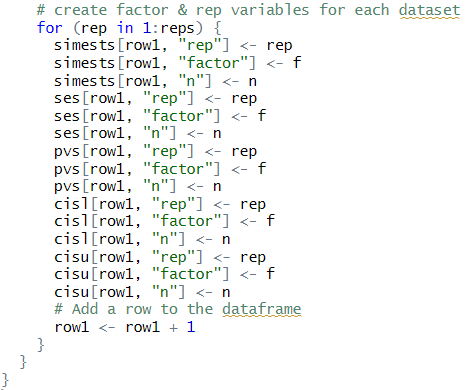 # create factor & rep variables for each dataset
for (rep in 1:reps) {
simests[row1, "rep"] <- rep
simests[row1, "factor"] <- f
simests[row1, "n"] <- n
ses[row1, "rep"] <- rep
ses[row1, "factor"] <- f
ses[row1, "n"] <- n
pvs[row1, "rep"] <- rep
pvs[row1, "factor"] <- f
pvs[row1, "n"] <- n
cisl[row1, "rep"] <- rep
cisl[row1, "factor"] <- f
cisl[row1, "n"] <- n
cisu[row1, "rep"] <- rep
cisu[row1, "factor"] <- f
cisu[row1, "n"] <- n
# Add a row to the dataframe
row1 <- row1 + 1
}
}
}